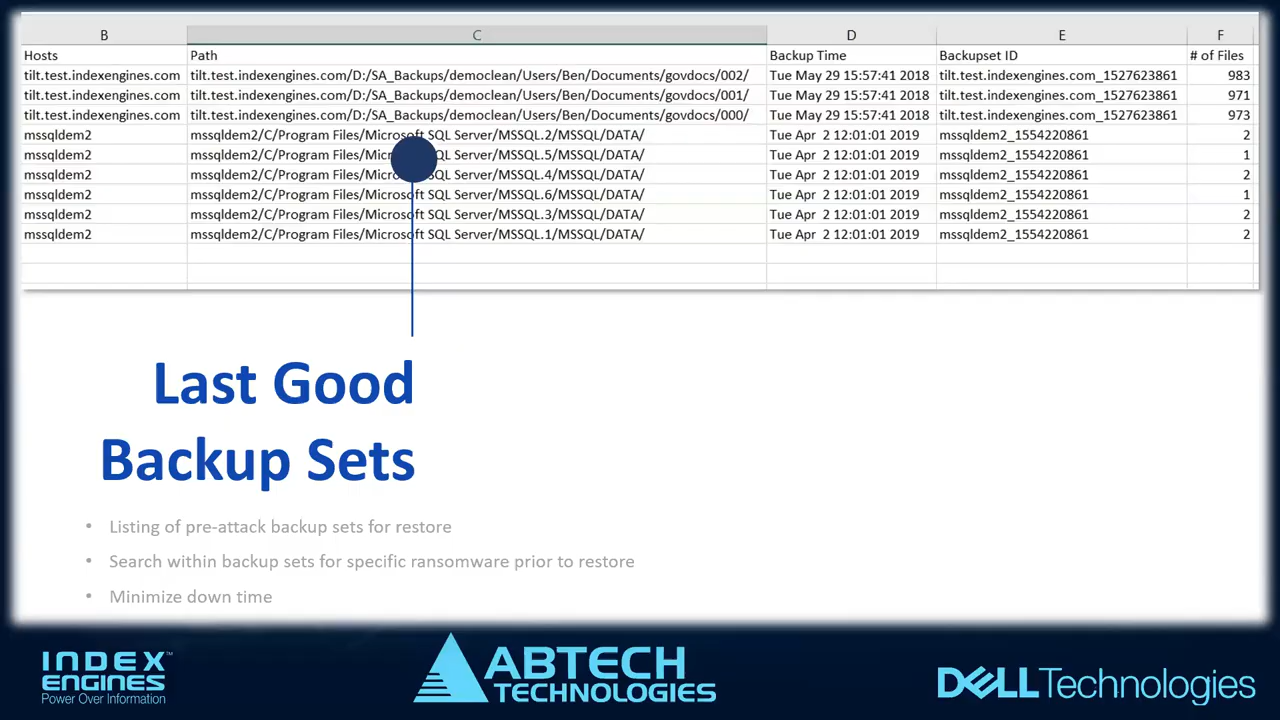 B C D E F
Hosts Path Backup Time Backupset ID # of Files
tilt.test.indexengines.com tilt.test.indexengines.com/D:/SA_Backups/democlean/Users/Ben/Documents/govdocs/002/ Tue May 29 15:57:41 2018 tilt.test.indexengines.com_1527623861 983
tilt.test.indexengines.com tilt.test.indexengines.com/D:/SA_Backups/democlean/Users/Ben/Documents/govdocs/001/ Tue May 29 15:57:41 2018 tilt.test.indexengines.com_1527623861 971
tilt.test.indexengines.com tilt.test.indexengines.com/D:/SA_Backups/democlean/Users/Ben/Documents/govdocs/000/ Tue May 29 15:57:41 2018 tilt.test.indexengines.com_1527623861 973
mssqldem2 mssqldem2/C/Program Files/Microsoft SQL Server/MSSQL.2/MSSQL/DATA/ Tue Apr 2 12:01:01 2019 mssqldem2_1554220861 2
mssqldem2 mssqldem2/C/Program Files/Micr SQL Server/MSSQL.5/MSSQL/DATA/ Tue Apr 2 12:01:01 2019 mssqldem2_1554220861 1
mssqldem2 mssqldem2/C/Program Files/Microsoft SQL Server/MSSQL.4/MSSQL/DATA/ Tue Apr 2 12:01:01 2019 mssqldem2_1554220861 2
mssqldem2 mssqldem2/C/Program Files/Microsoft SQL Server/MSSQL.6/MSSQL/DATA/ Tue Apr 2 12:01:01 2019 mssqldem2_1554220861 1
mssqldem2 mssqldem2/C/Program Files/Microsoft SQL Server/MSSQL.3/MSSQL/DATA/ Tue Apr 2 12:01:01 2019 mssqldem2_1554220861 2
mssqldem2 mssqldem2/C/Program Files/Microsoft SQL Server/MSSQL.1/MSSQL/DATA/ Tue Apr 2 12:01:01 2019 mssqldem2_1554220861 2
Last Good
Backup Sets
• Listing of pre-attack backup sets for restore
• Search within backup sets for specific ransomware prior to restore
• Minimize down time
INDEX™
ENGINES
Power Over Information
ABTECH
TECHNOLOGIES
DELL Technologies